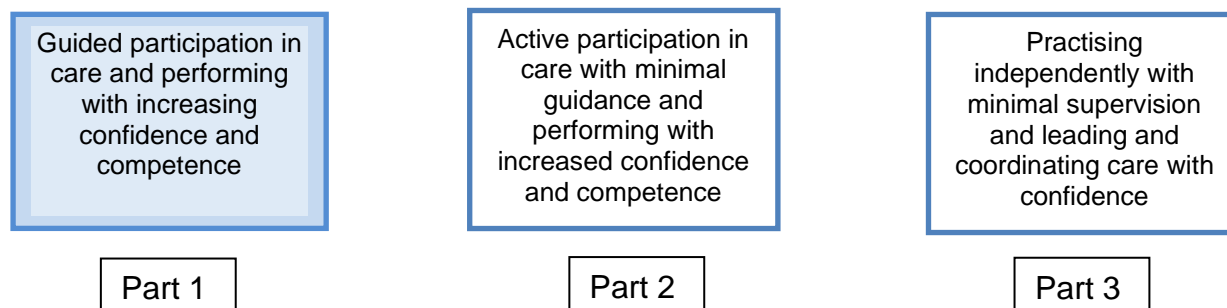 Guided participation in
care and performing
with increasing
confidence and
competence
Part 1
Active participation in
care with minimal
guidance and
performing with
increased confidence
and competence
Part 2
Practising
independently with
minimal supervision
and leading and
coordinating care with
confidence
Part 3